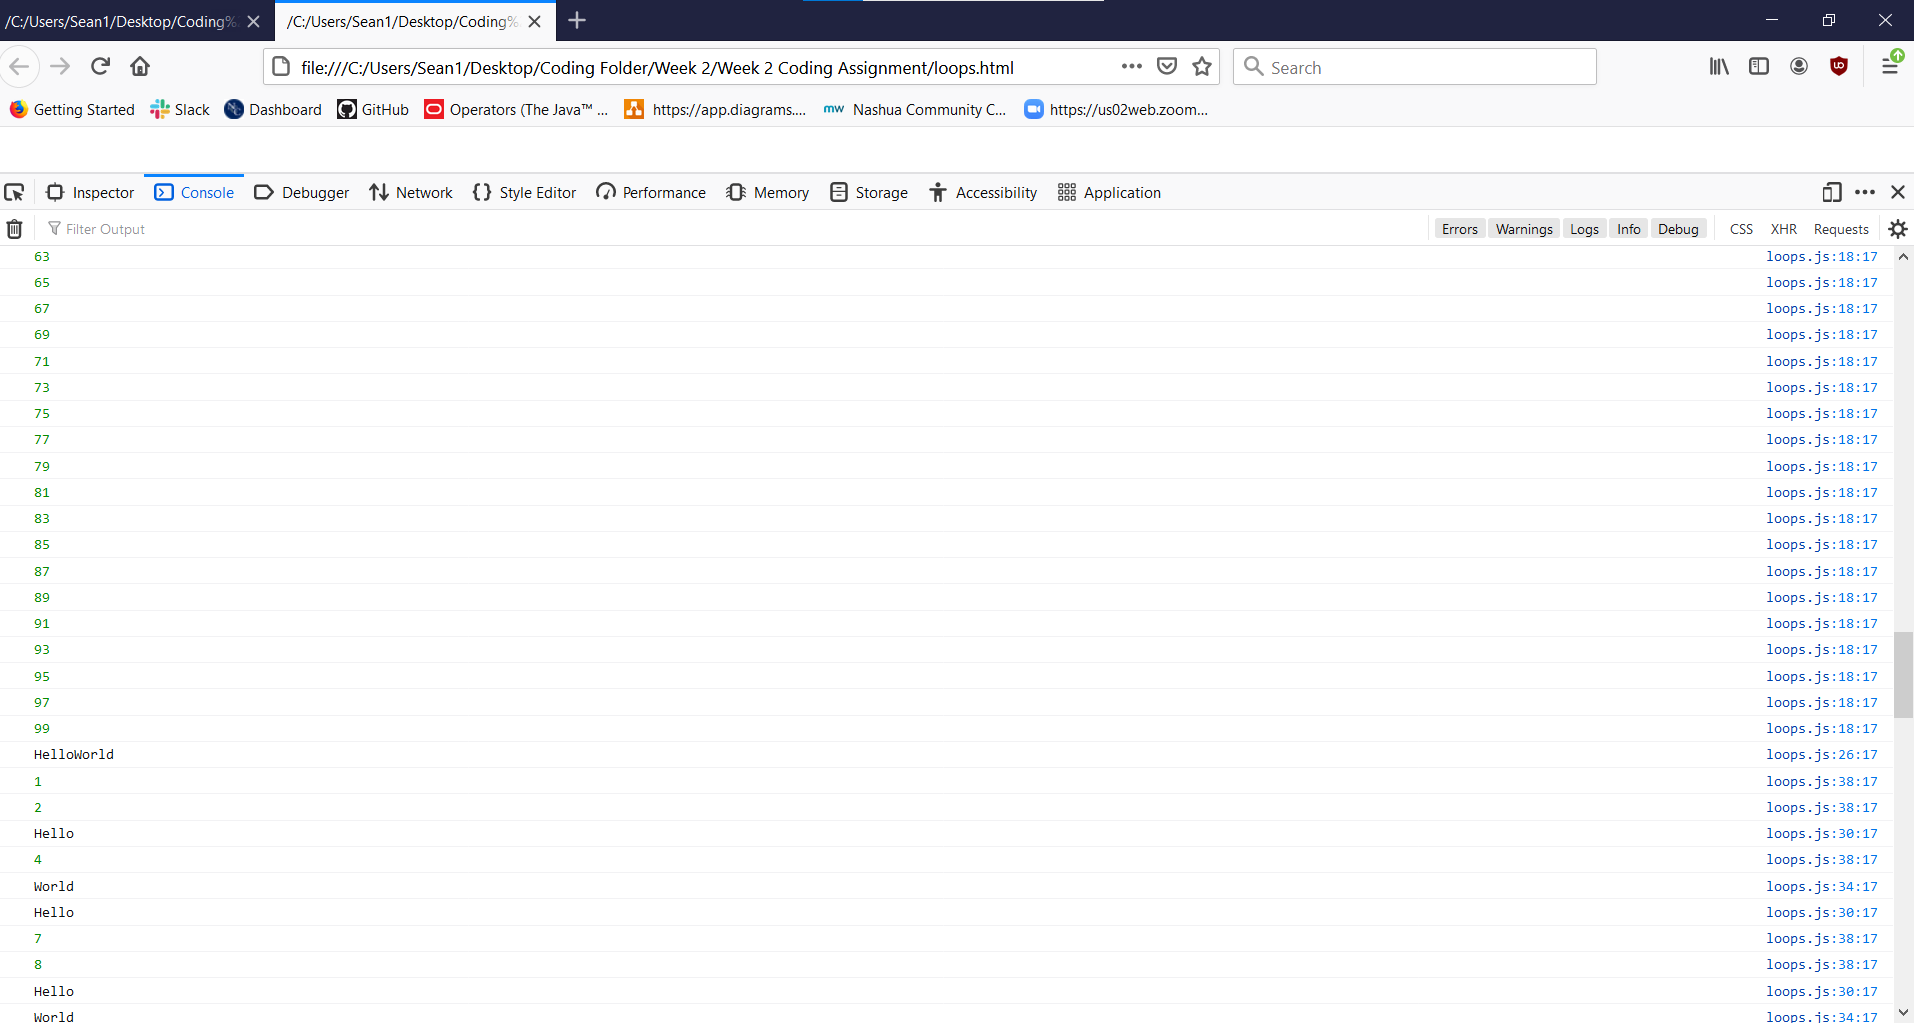 /C:/Users/Sean1/Desktop/Coding% /C:/Users/Sean1/Desktop/Coding%
file:///C:/Users/Sean1/Desktop/Coding Folder/Week 2/Week 2 Coding Assignment/loops.html Search
Getting Started Slack Dashboard GitHub Operators (The Java™ ... https://app.diagrams.... mw Nashua Community C... https://us02web.zoom...
Inspector Console Debugger Network Style Editor Performance Memory Storage Accessibility Application
Filter Output Errors Warnings Logs Info Debug CSS XHR Requests
63 loops.js:18:17
65 loops.js:18:17
67 loops.js:18:17
69 loops.js:18:17
71 loops.js:18:17
73 loops.js:18:17
75 loops.js:18:17
77 loops.js:18:17
79 loops.js:18:17
81 loops.js:18:17
83 loops.js:18:17
85 loops.js:18:17
87 loops.js:18:17
89 loops.js:18:17
91 loops.js:18:17
93 loops.js:18:17
95 loops.js:18:17
97 loops.js:18:17
99 loops.js:18:17
HelloWorld loops.js:26:17
1 loops.js:38:17
2 loops.js:38:17
Hello loops.js:30:17
4 loops.js:38:17
World loops.js:34:17
Hello loops.js:30:17
7 loops.js:38:17
8 loops.js:38:17
Hello loops.js:30:17
World loops.js:34:17